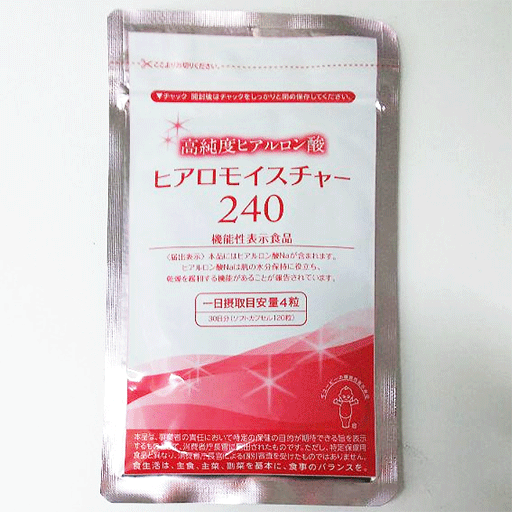 ここより切りください。
▼チャック 開封後はチャックをしっかりと閉め保存してください。
高純度ヒアルロン酸
ヒアロモイスチャー
240
機能性表示食品
〈届出表示〉本品にはヒアルロン酸Naが含まれます。
ヒアルロン酸Naは肌の水分保持に役立ち、
乾燥を緩和する機能があることが報告されています。
一日摂取目安量4粒
30日分(ソフトカプセル120粒)
本品は、事業者の責任において特定の保健の目的が期待できる旨を表示
するものとして、消費者庁長官に届出されたものです。ただし、特定保健用
食品と異なり、消費者庁長官による個別審査を受けたものではありません。
食生活は、主食、主菜、副菜を基本に、食事のバランスを。